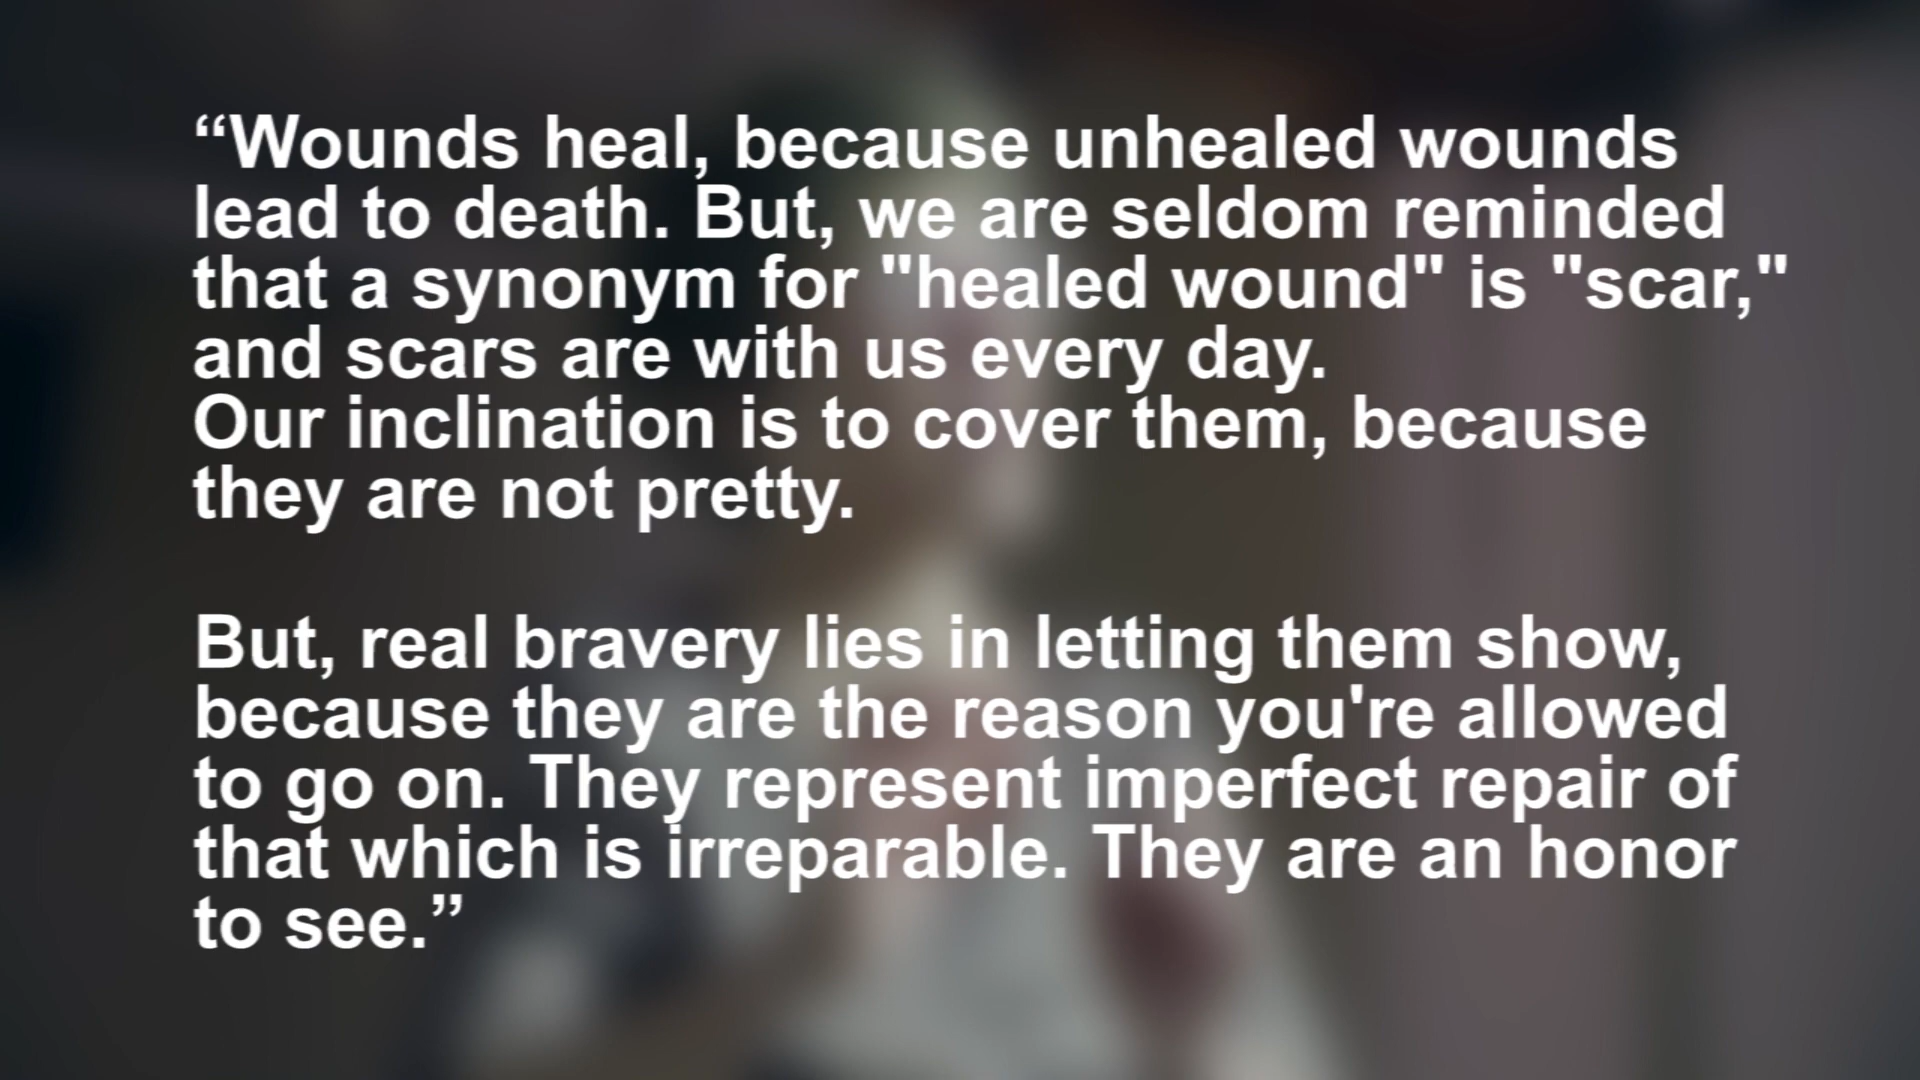 “Wounds heal, because unhealed wounds
lead to death. But, we are seldom reminded
that a synonym for "healed wound" is "scar,"
and scars are with us every day.
Our inclination is to cover them, because
they are not pretty.
But, real bravery lies in letting them show,
because they are the reason you're allowed
to go on. They represent imperfect repair of
that which is irreparable. They are an honor
to see.”